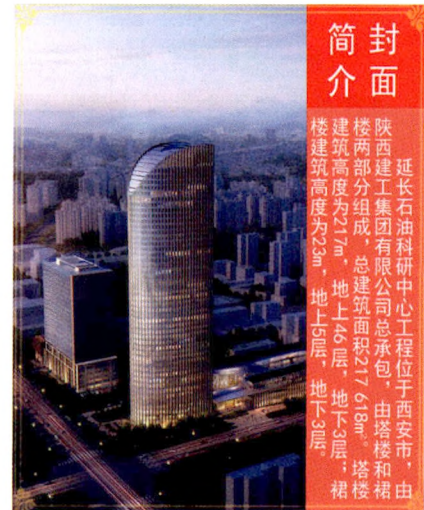 封面
简介
延长石油科研中心工程位于西安市，由
陕西建工集团有限公司总承包，由塔楼和裙
楼两部分组成，总建筑面积217 618㎡。塔楼
建筑高度为217m，地上46层，地下3层；裙
楼建筑高度为23m，地上5层，地下3层。